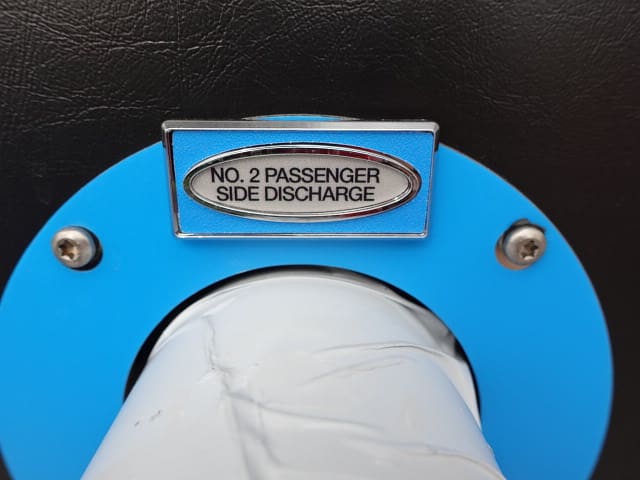 NO. 2 PASSENGER
SIDE DISCHARGE